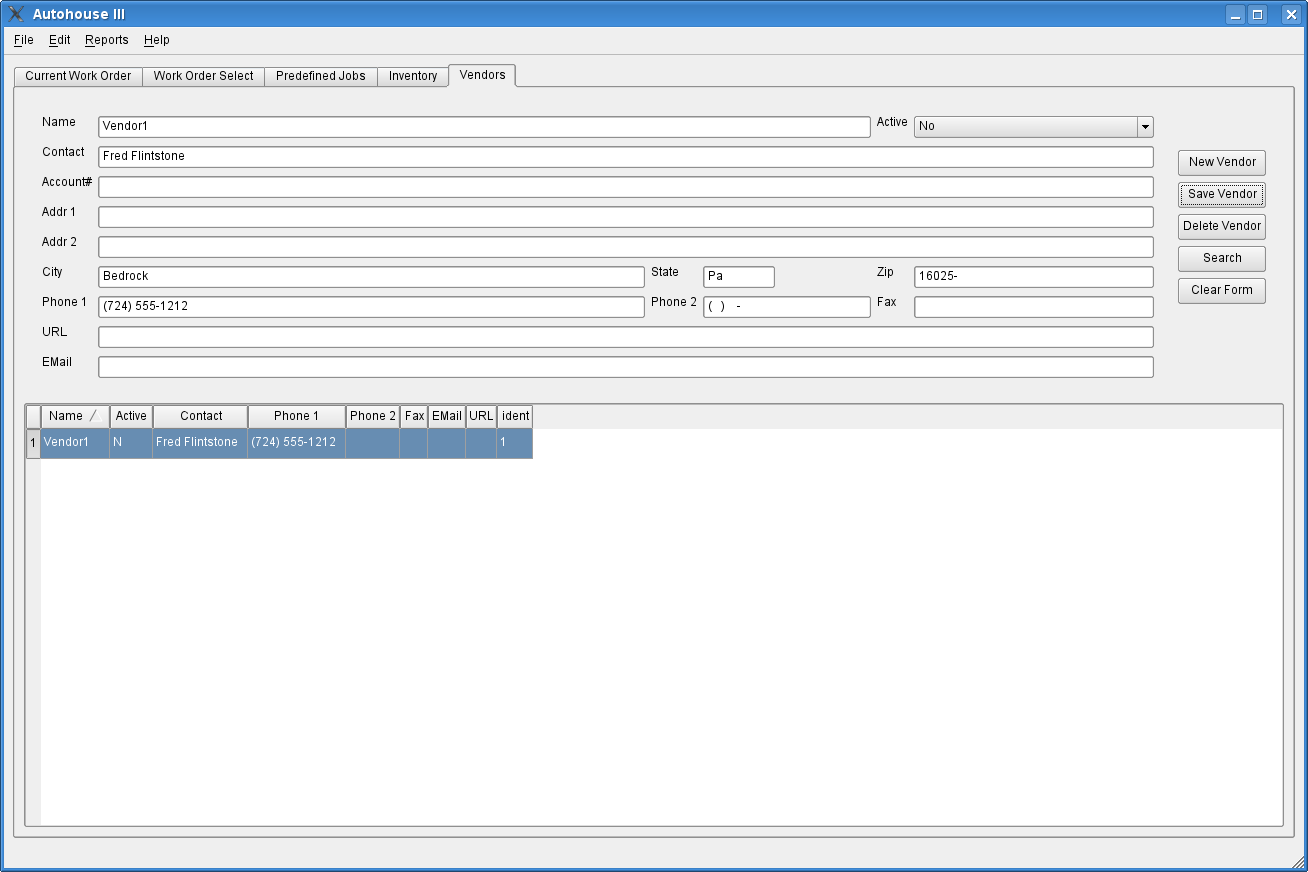 Autohouse III
File Edit Reports Help
Current Work Order Work Order Select Predefined Jobs Inventory Vendors
Name Vendor1 Active No
Contact Fred Flintstone
New Vendor
Account#
Save Vendor
Addr 1
Delete Vendor
Addr 2
Search
City Bedrock State Pa Zip 16025-
Clear Form
Phone 1 (724) 555-1212 Phone 2 ( ) - Fax
URL
EMail
Name Active Contact Phone 1 Phone 2 Fax EMail URL ident
1 Vendor1 N Fred Flintstone (724) 555-1212 1